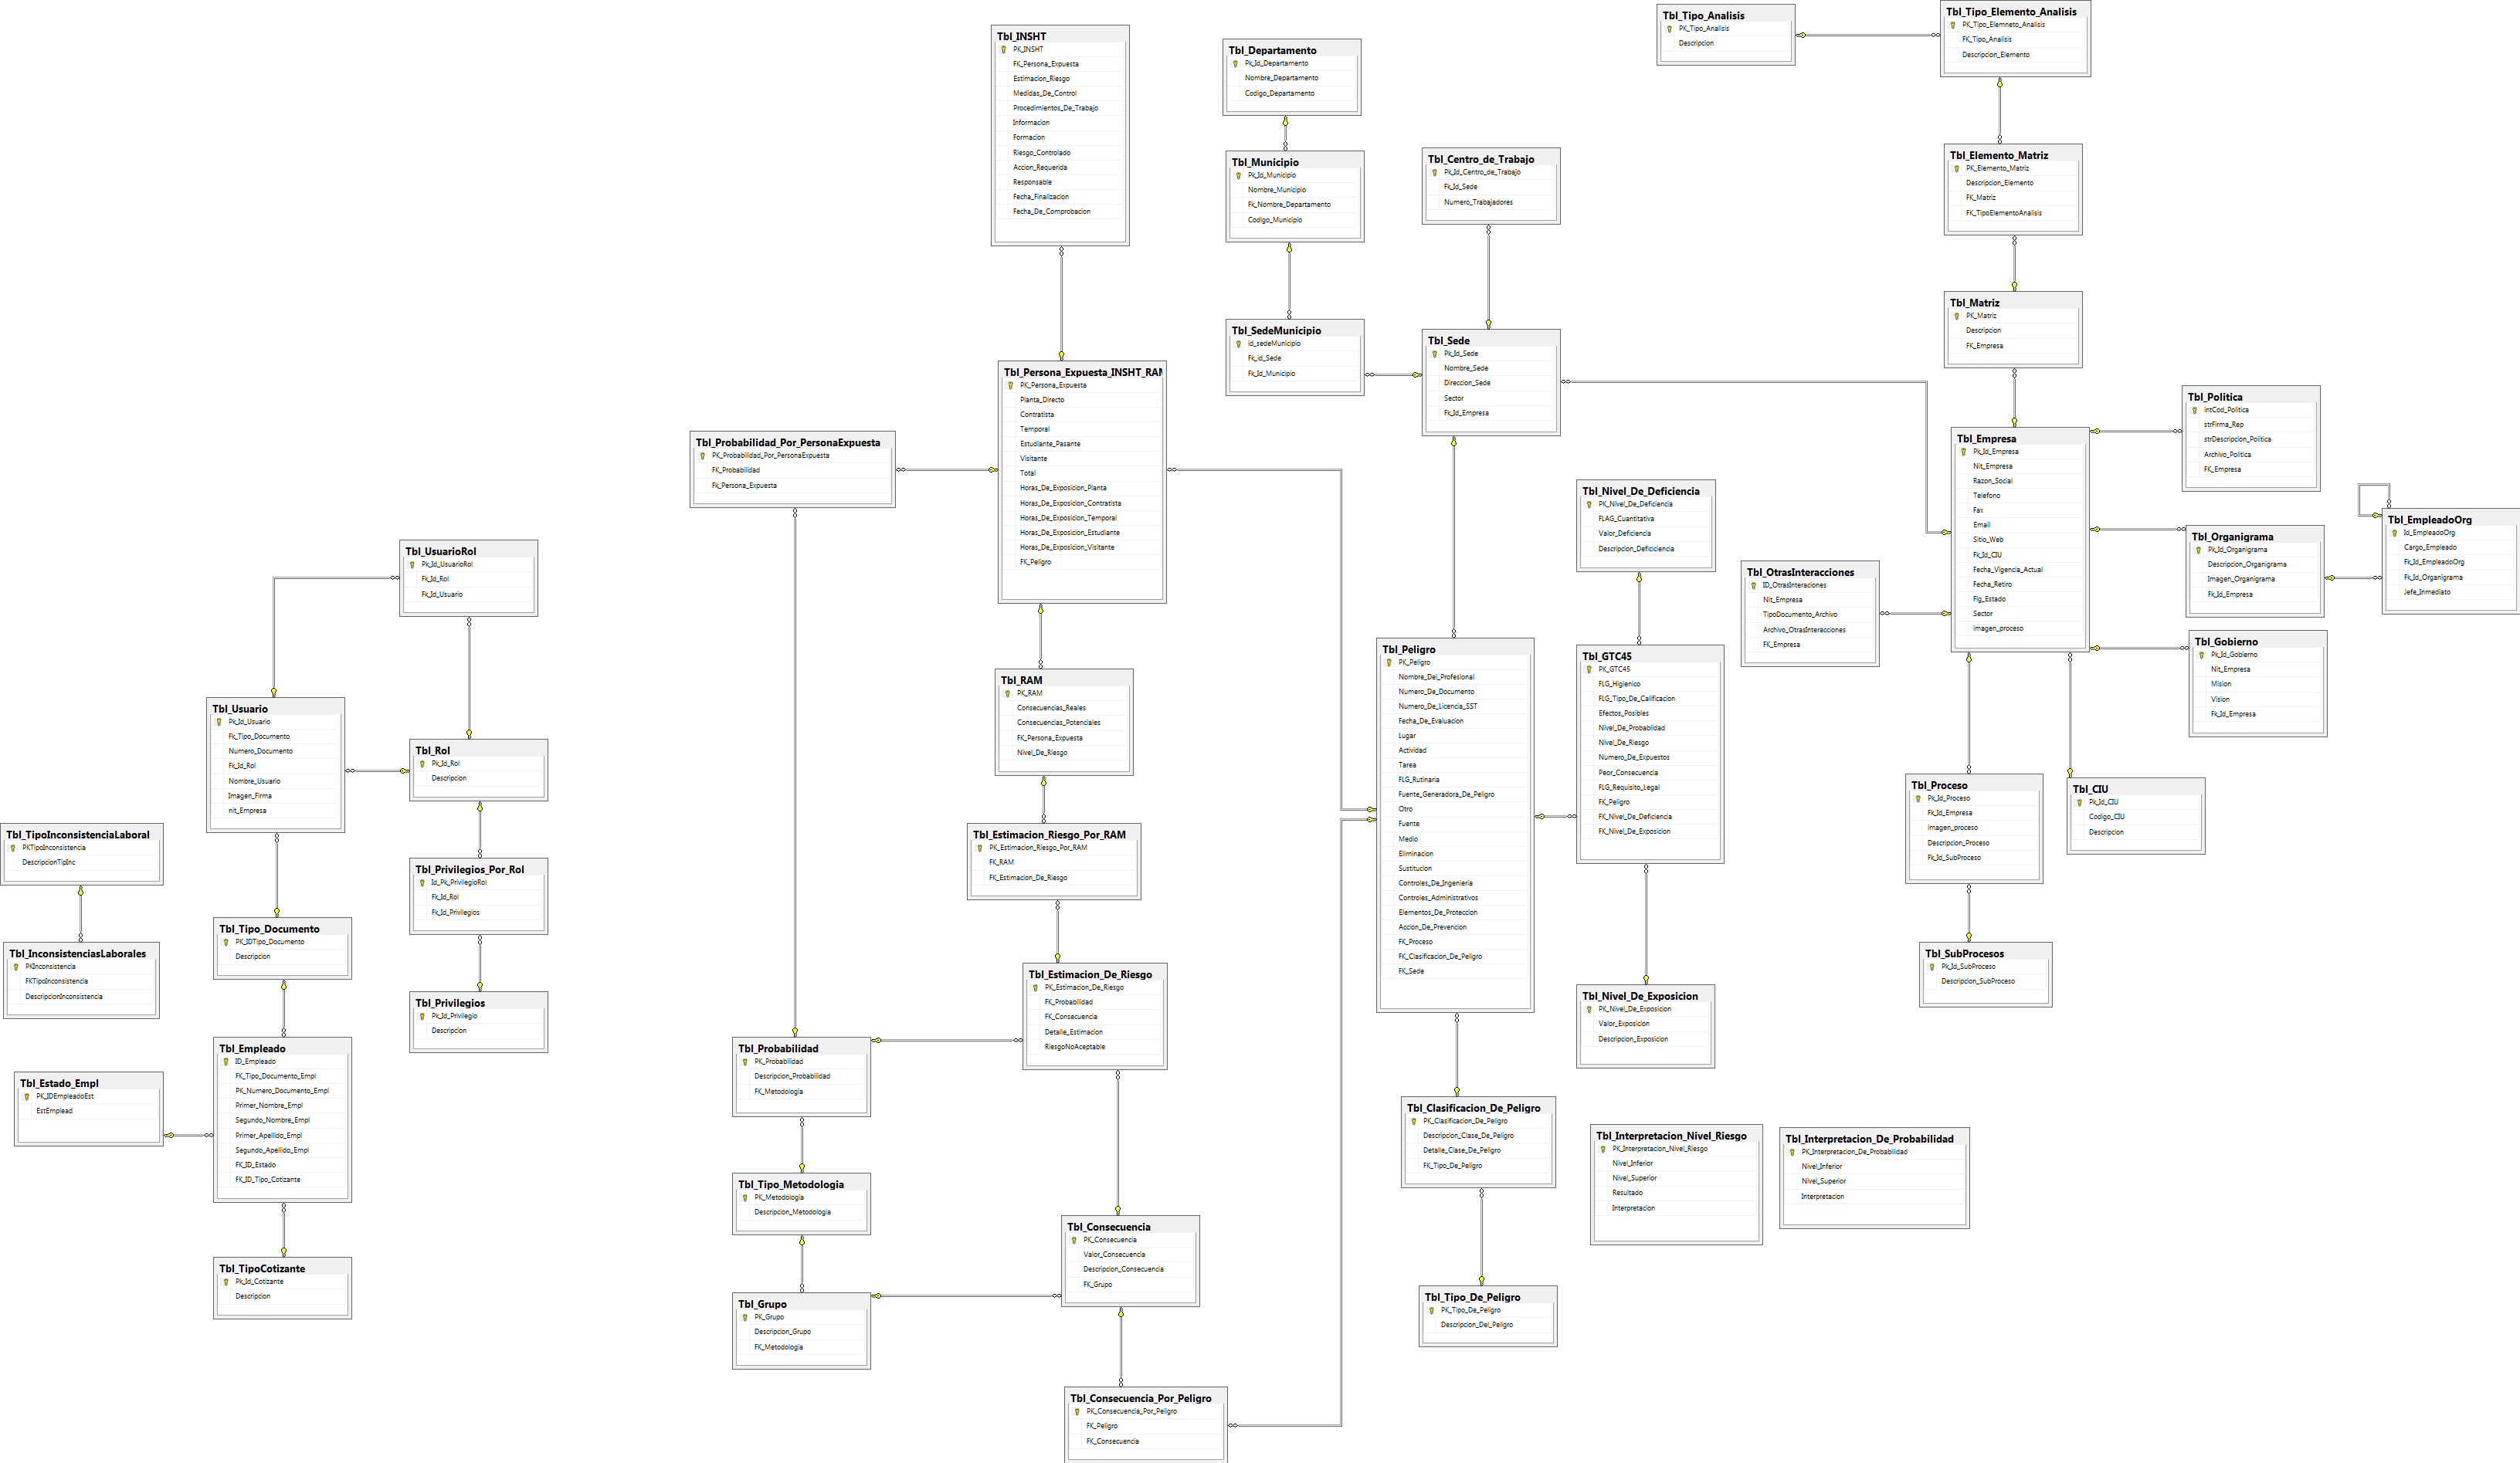 Tbl_INSHT
PK_INSHT
FK_Persona_Expuesta
Estimacion_Riesgo
Medidas_De_Control
Procedimientos_De_Trabajo
Informacion
Formacion
Riesgo_Controlado
Accion_Requerida
Responsable
Fecha_Finalizacion
Fecha_De_Comprobacion
Tbl_Departamento
Pk_Id_Departamento
Nombre_Departamento
Codigo_Departamento
Tbl_Municipio
Pk_Id_Municipio
Nombre_Municipio
Fk_Nombre_Departamento
Codigo_Municipio
Tbl_SedeMunicipio
id_sedeMunicipio
Fk_id_Sede
Fk_Id_Municipio
Tbl_Centro_de_Trabajo
Pk_Id_Centro_de_Trabajo
Fk_Id_Sede
Numero_Trabajadores
Tbl_Sede
Pk_Id_Sede
Nombre_Sede
Direccion_Sede
Sector
Fk_Id_Empresa
Tbl_Tipo_Analisis
PK_Tipo_Analisis
Descripcion
Tbl_Tipo_Elemento_Analisis
PK_Tipo_Elemneto_Analisis
FK_Tipo_Analisis
Descripcion_Elemento
Tbl_Elemento_Matriz
PK_Elemento_Matriz
Descripcion_Elemento
FK_Matriz
FK_TipoElementoAnalisis
Tbl_Matriz
PK_Matriz
Descripcion
FK_Empresa
Tbl_Empresa
Pk_Id_Empresa
Nit_Empresa
Razon_Social
Telefono
Fax
Email
Sitio_Web
Fk_Id_CIU
Fecha_Vigencia_Actual
Fecha_Retiro
Flg_Estado
Sector
imagen_proceso
Tbl_Politica
intCod_Politica
strFirma_Rep
strDescripcion_Politica
Archivo_Politica
FK_Empresa
Tbl_Organigrama
Pk_Id_Organigrama
Descripcion_Organigrama
Imagen_Organigrama
Fk_Id_Empresa
Tbl_EmpleadoOrg
Id_EmpleadoOrg
Cargo_Empleado
Fk_Id_EmpleadoOrg
Fk_Id_Organigrama
Jefe_Inmediato
Tbl_Gobierno
Pk_Id_Gobierno
Nit_Empresa
Mision
Vision
Fk_Id_Empresa
Tbl_OtrasInteracciones
ID_OtrasInteraciones
Nit_Empresa
TipoDocumento_Archivo
Archivo_OtrasInteracciones
FK_Empresa
Tbl_Proceso
Pk_Id_Proceso
Fk_Id_Empresa
imagen_proceso
Descripcion_Proceso
Fk_Id_SubProceso
Tbl_CIU
Pk_Id_CIU
Codigo_CIU
Descripcion
Tbl_SubProcesos
Pk_Id_SubProceso
Descripcion_SubProceso
Tbl_Persona_Expuesta_INSHT_RAM
PK_Persona_Expuesta
Planta_Directo
Contratista
Temporal
Estudiante_Pasante
Visitante
Total
Horas_De_Exposicion_Planta
Horas_De_Exposicion_Contratista
Horas_De_Exposicion_Temporal
Horas_De_Exposicion_Estudiante
Horas_De_Exposicion_Visitante
FK_Peligro
Tbl_Probabilidad_Por_PersonaExpuesta
PK_Probabilidad_Por_PersonaExpuesta
FK_Probabilidad
Fk_Persona_Expuesta
Tbl_RAM
PK_RAM
Consecuencias_Reales
Consecuencias_Potenciales
FK_Persona_Expuesta
Nivel_De_Riesgo
Tbl_Estimacion_Riesgo_Por_RAM
PK_Estimacion_Riesgo_Por_RAM
FK_RAM
FK_Estimacion_De_Riesgo
Tbl_Estimacion_De_Riesgo
PK_Estimacion_De_Riesgo
FK_Probabilidad
FK_Consecuencia
Detalle_Estimacion
RiesgoNoAceptable
Tbl_Probabilidad
PK_Probabilidad
Descripcion_Probabilidad
FK_Metodologia
Tbl_Tipo_Metodologia
PK_Metodologia
Descripcion_Metodologia
Tbl_Grupo
PK_Grupo
Descripcion_Grupo
FK_Metodologia
Tbl_Consecuencia
PK_Consecuencia
Valor_Consecuencia
Descripcion_Consecuencia
FK_Grupo
Tbl_Consecuencia_Por_Peligro
PK_Consecuencia_Por_Peligro
FK_Peligro
FK_Consecuencia
Tbl_Nivel_De_Deficiencia
PK_Nivel_De_Deficiencia
FLAG_Cuantitativa
Valor_Deficiencia
Descripcion_Deficiciencia
Tbl_Peligro
PK_Peligro
Nombre_Del_Profesional
Numero_De_Documento
Numero_De_Licencia_SST
Fecha_De_Evaluacion
Lugar
Actividad
Tarea
FLG_Rutinaria
Fuente_Generadora_De_Peligro
Otro
Fuente
Medio
Eliminacion
Sustitucion
Controles_De_Ingenieria
Controles_Administrativos
Elementos_De_Proteccion
Accion_De_Prevencion
FK_Proceso
FK_Clasificacion_De_Peligro
FK_Sede
Tbl_GTC45
PK_GTC45
FLG_Higienico
FLG_Tipo_De_Calificacion
Efectos_Posibles
Nivel_De_Probablidad
Nivel_De_Riesgo
Numero_De_Expuestos
Peor_Consecuencia
FLG_Requisito_Legal
FK_Peligro
FK_Nivel_De_Deficiencia
FK_Nivel_De_Exposicion
Tbl_Nivel_De_Exposicion
PK_Nivel_De_Exposicion
Valor_Exposicion
Descripcion_Exposicion
Tbl_Clasificacion_De_Peligro
PK_Clasificacion_De_Peligro
Descripcion_Clase_De_Peligro
Detalle_Clase_De_Peligro
FK_Tipo_De_Peligro
Tbl_Tipo_De_Peligro
PK_Tipo_De_Peligro
Descripcion_Del_Peligro
Tbl_Interpretacion_Nivel_Riesgo
PK_Interpretacion_Nivel_Riesgo
Nivel_Inferior
Nivel_Superior
Resultado
Interpretacion
Tbl_Interpretacion_De_Probabilidad
PK_Interpretacion_De_Probabilidad
Nivel_Inferior
Nivel_Superior
Interpretacion
Tbl_UsuarioRol
Pk_Id_UsuarioRol
Fk_Id_Rol
Fk_Id_Usuario
Tbl_Usuario
Pk_Id_Usuario
Fk_Tipo_Documento
Numero_Documento
Fk_Id_Rol
Nombre_Usuario
Imagen_Firma
nit_Empresa
Tbl_Rol
Pk_Id_Rol
Descripcion
Tbl_Privilegios_Por_Rol
Id_Pk_PrivilegioRol
Fk_Id_Rol
Fk_Id_Privilegios
Tbl_Privilegios
Pk_Id_Privilegio
Descripcion
Tbl_TipoInconsistenciaLaboral
PKTipoInconsistencia
DescripcionTipInc
Tbl_InconsistenciasLaborales
PKInconsistencia
FKTipoInconsistencia
DescripcionInconsistencia
Tbl_Tipo_Documento
PK_IDTipo_Documento
Descripcion
Tbl_Empleado
ID_Empleado
FK_Tipo_Documento_Empl
PK_Numero_Documento_Empl
Primer_Nombre_Empl
Segundo_Nombre_Empl
Primer_Apellido_Empl
Segundo_Apellido_Empl
FK_ID_Estado
FK_ID_Tipo_Cotizante
Tbl_Estado_Empl
PK_IDEmpleadoEst
EstEmplead
Tbl_TipoCotizante
Pk_Id_Cotizante
Descripcion